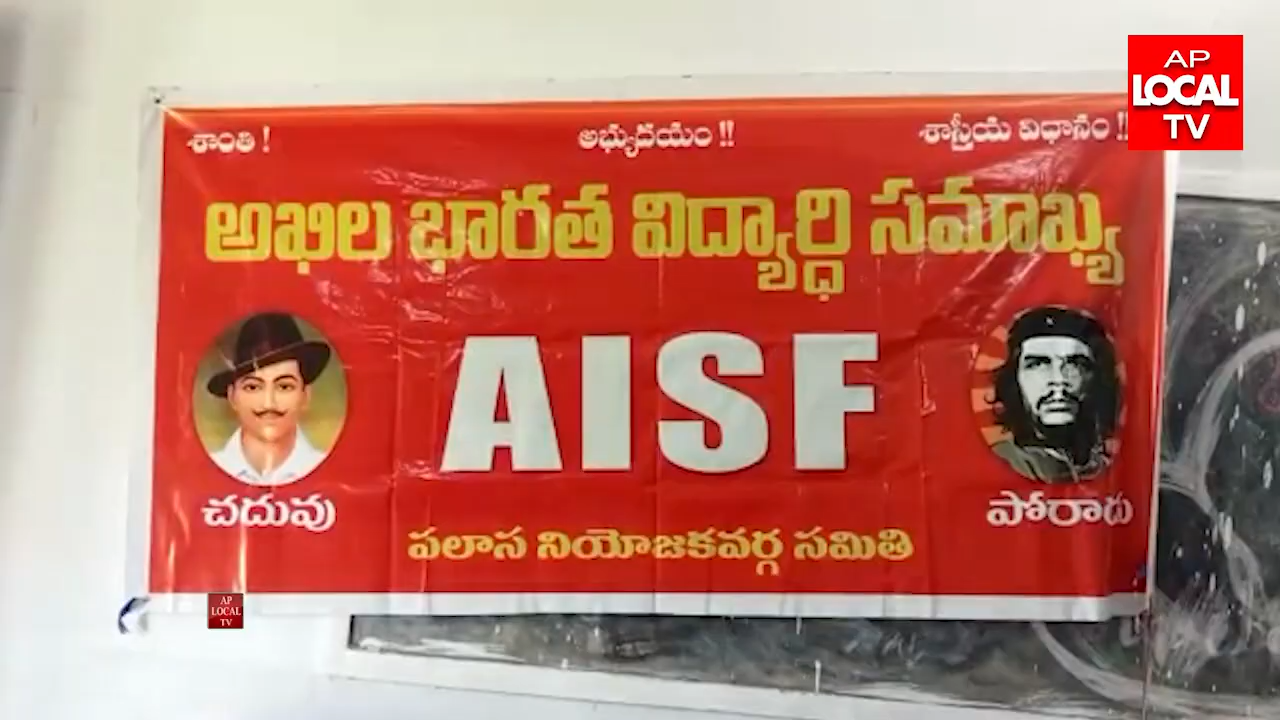 శాంతి ! అభ్యుదయం !! శాస్త్రీయ విధానం !!
అఖిల భారత విద్యార్థి సమాఖ్య
AISF
చదువు పోరాడు
పలాస నియోజకవర్గ సమితి
AP
LOCAL
TV
AP
LOCAL
TV